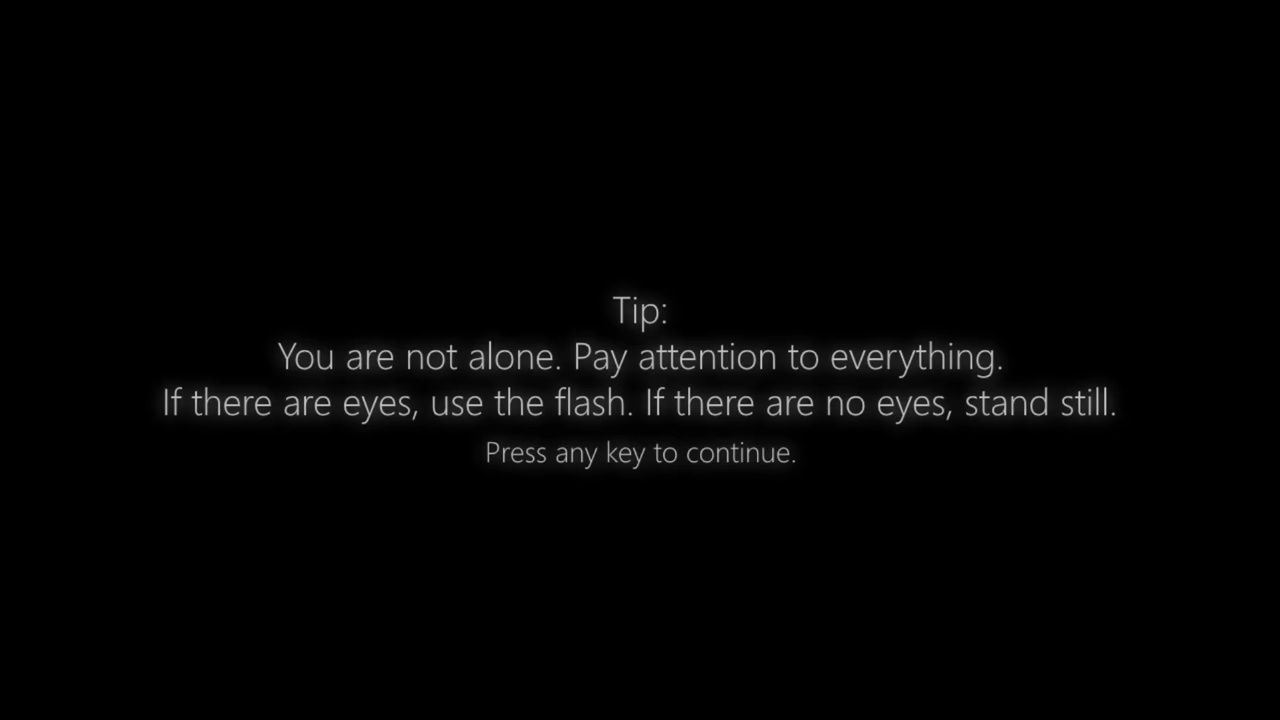 Tip:
You are not alone. Pay attention to everything.
If there are eyes, use the flash. If there are no eyes, stand still.
Press any key to continue.